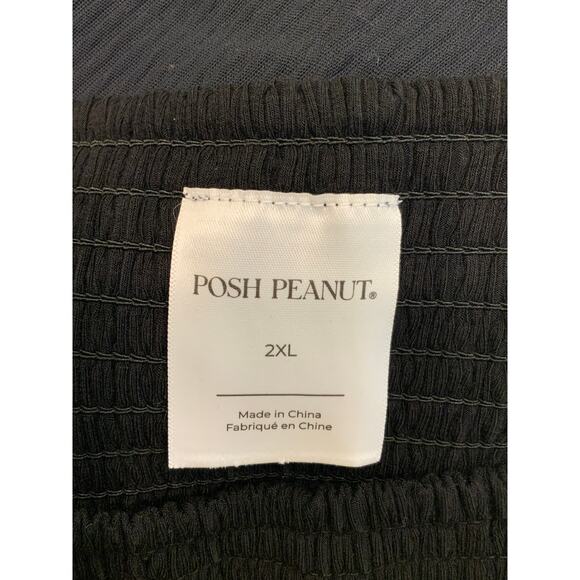 POSH PEANUT®
2XL
Made in China
Fabriqué en Chine